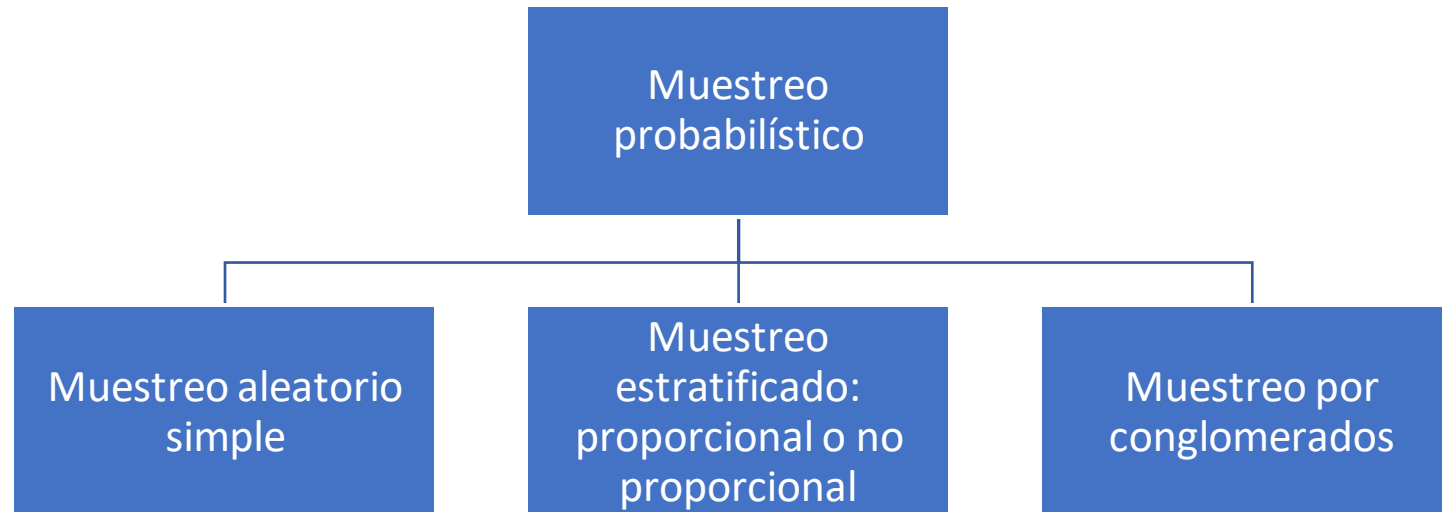 Muestreo
probabilístico
Muestreo aleatorio
simple
Muestreo
estratificado:
proporcional o no
proporcional
Muestreo por
conglomerados